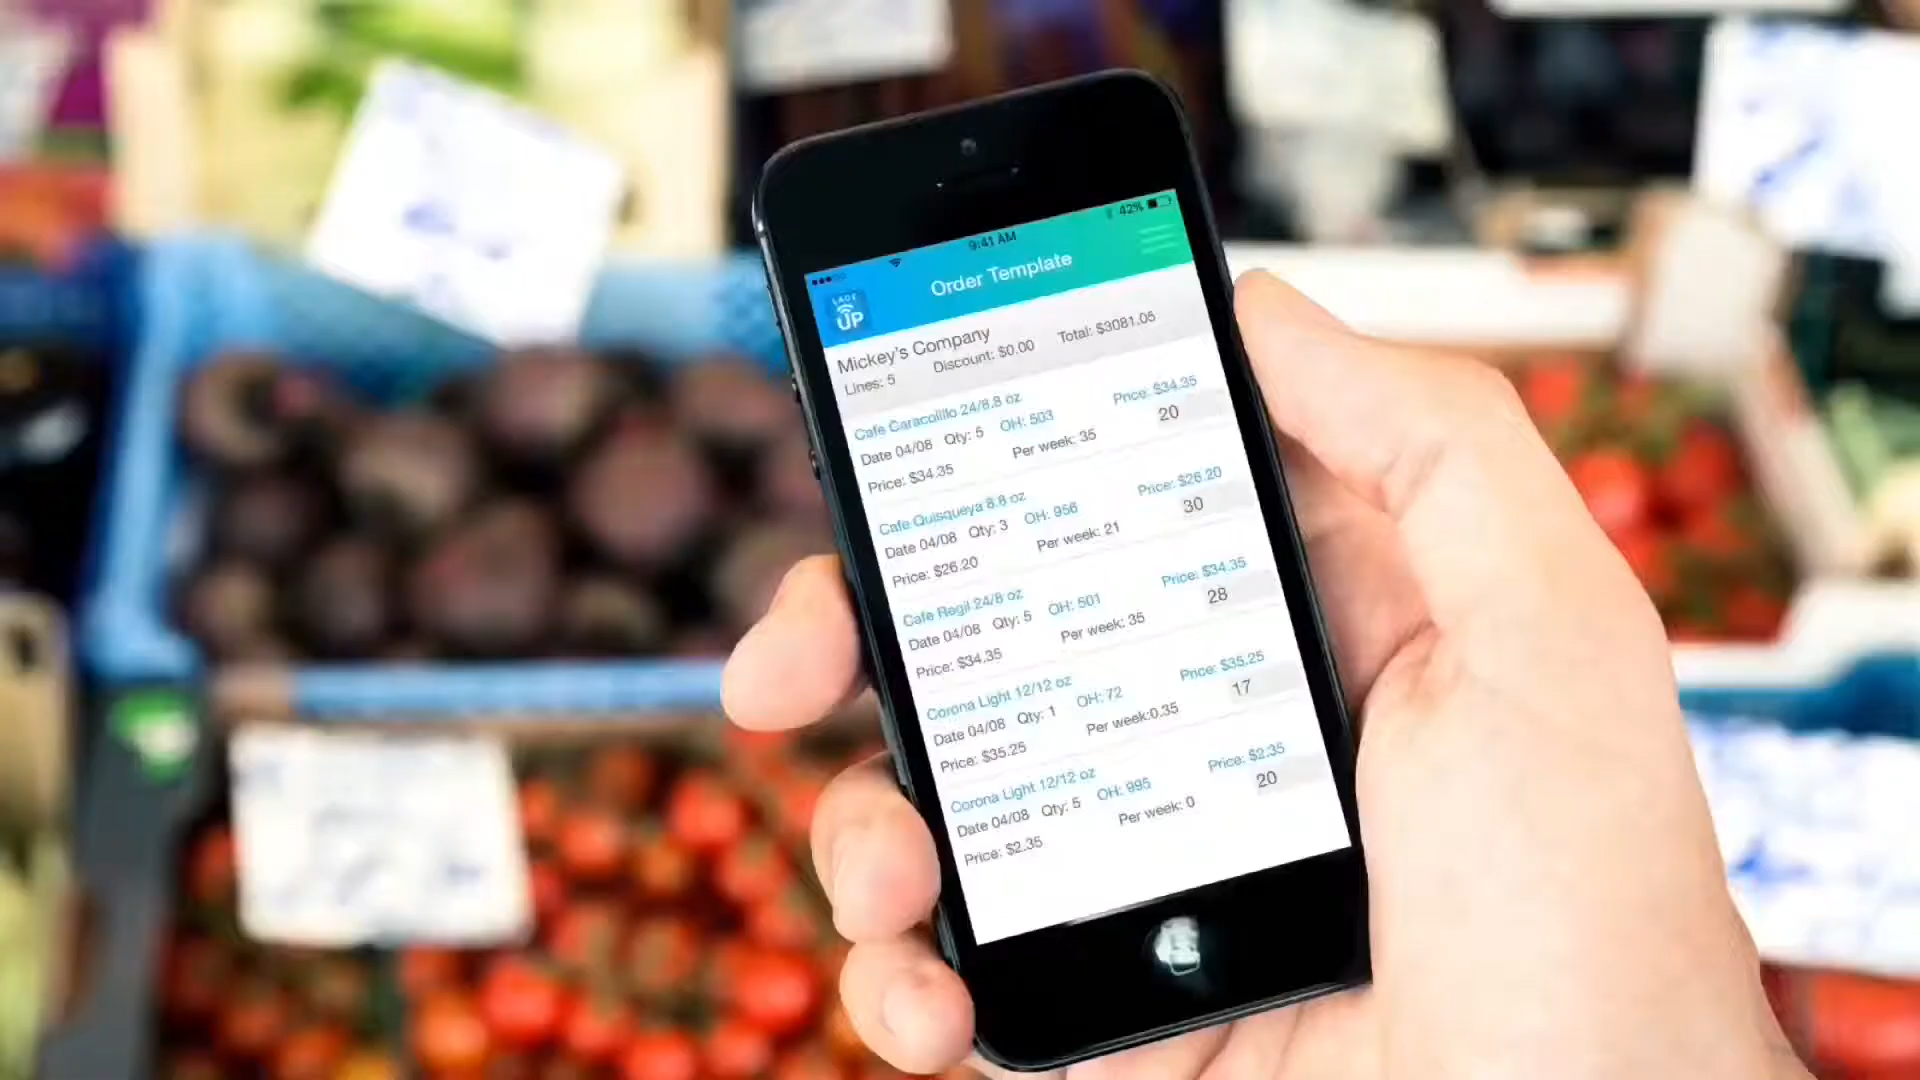 42%
9:41 AM
LACE UP
Order Template
Mickey's Company
Lines: 5 Discount: $0.00 Total: $3081.05
Cafe Caracolillo 24/8.8 oz Price: $34.35
Date 04/08 Qty: 5 OH: 503 20
Price: $34.35 Per week: 35
Cafe Quisqueya 8.8 oz Price: $26.20
Date 04/08 Qty: 3 OH: 956 30
Price: $26.20 Per week: 21
Cafe Regil 24/8 oz Price: $34.35
Date 04/08 Qty: 5 OH: 501 28
Price: $34.35 Per week: 35
Corona Light 12/12 oz Price: $35.25
Date 04/08 Qty: 1 OH: 72 17
Price: $35.25 Per week:0.35
Corona Light 12/12 oz Price: $2.35
Date 04/08 Qty: 5 OH: 995 20
Price: $2.35 Per week: 0